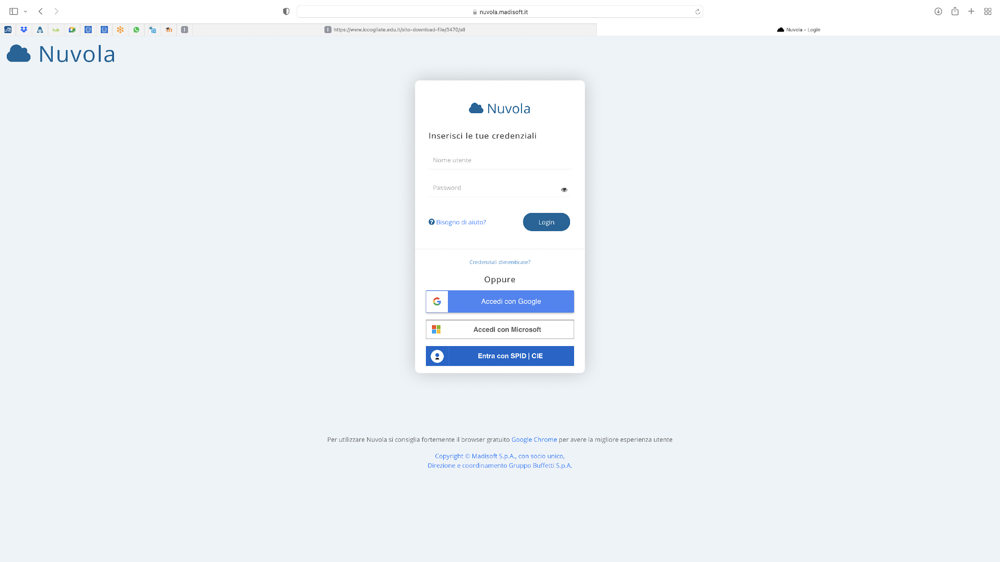 nuvola.madisoft.it
LIVE
hub
https://www.iccogliate.edu.it/sito-download-file/3470/all
Nuvola - Login
Nuvola
Nuvola
Inserisci le tue credenziali
Nome utente
Password
Bisogno di aiuto?
Login
Credenziali dimenticate?
Oppure
Accedi con Google
Accedi con Microsoft
Entra con SPID | CIE
Per utilizzare Nuvola si consiglia fortemente il browser gratuito Google Chrome per avere la migliore esperienza utente
Copyright © Madisoft S.p.A., con socio unico,
Direzione e coordinamento Gruppo Buffetti S.p.A.